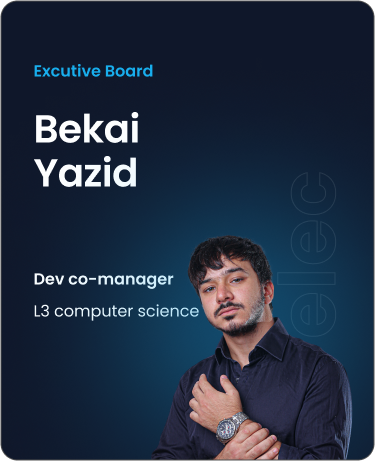 Excutive Board
Bekai
Yazid
Dev co-manager
L3 computer science
elec